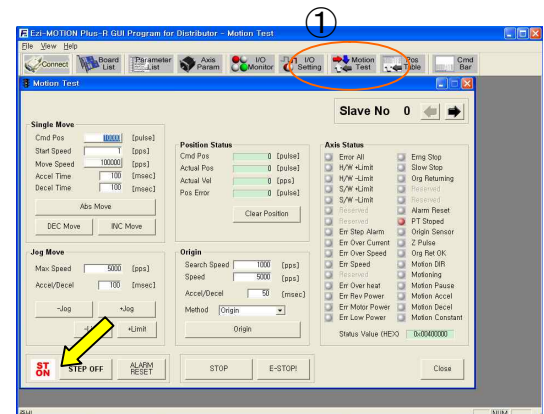 ①
Ezi-MOTION Plus-R GUI Program for Distributor - Motion Test
File View Help
Connect Board List Parameter List Axis Param I/O Monitor I/O Setting Motion Test Pos Table Cmd Bar
Motion Test
Slave No 0
Single Move
Cmd Pos 10000 [pulse]
Start Speed 1 [pps]
Move Speed 100000 [pps]
Accel Time 100 [msec]
Decel Time 100 [msec]
Abs Move
DEC Move INC Move
Position Status
Cmd Pos 0 [pulse]
Actual Pos 0 [pulse]
Actual Vel 0 [pps]
Pos Error 0 [pulse]
Clear Position
Axis Status
Error All Emg Stop
H/W +Limit Slow Stop
H/W -Limit Org Returning
S/W +Limit Reserved
S/W -Limit Reserved
Reserved Alarm Reset
Reserved PT Stoped
Err Step Alarm Origin Sensor
Err Over Current Z Pulse
Err Over Speed Org Ret OK
Err Speed Motion DIR
Reserved Motioning
Err Over heat Motion Pause
Err Rev Power Motion Accel
Err Motor Power Motion Decel
Err Low Power Motion Constant
Status Value (HEX) 0x00400000
Jog Move
Max Speed 5000 [pps]
Accel/Decel 100 [msec]
-Jog +Jog
+Limit
Origin
Search Speed 1000 [pps]
Speed 5000 [pps]
Accel/Decel 50 [msec]
Method Origin
Origin
ST ON STEP OFF ALARM RESET STOP E-STOP! Close
NUM